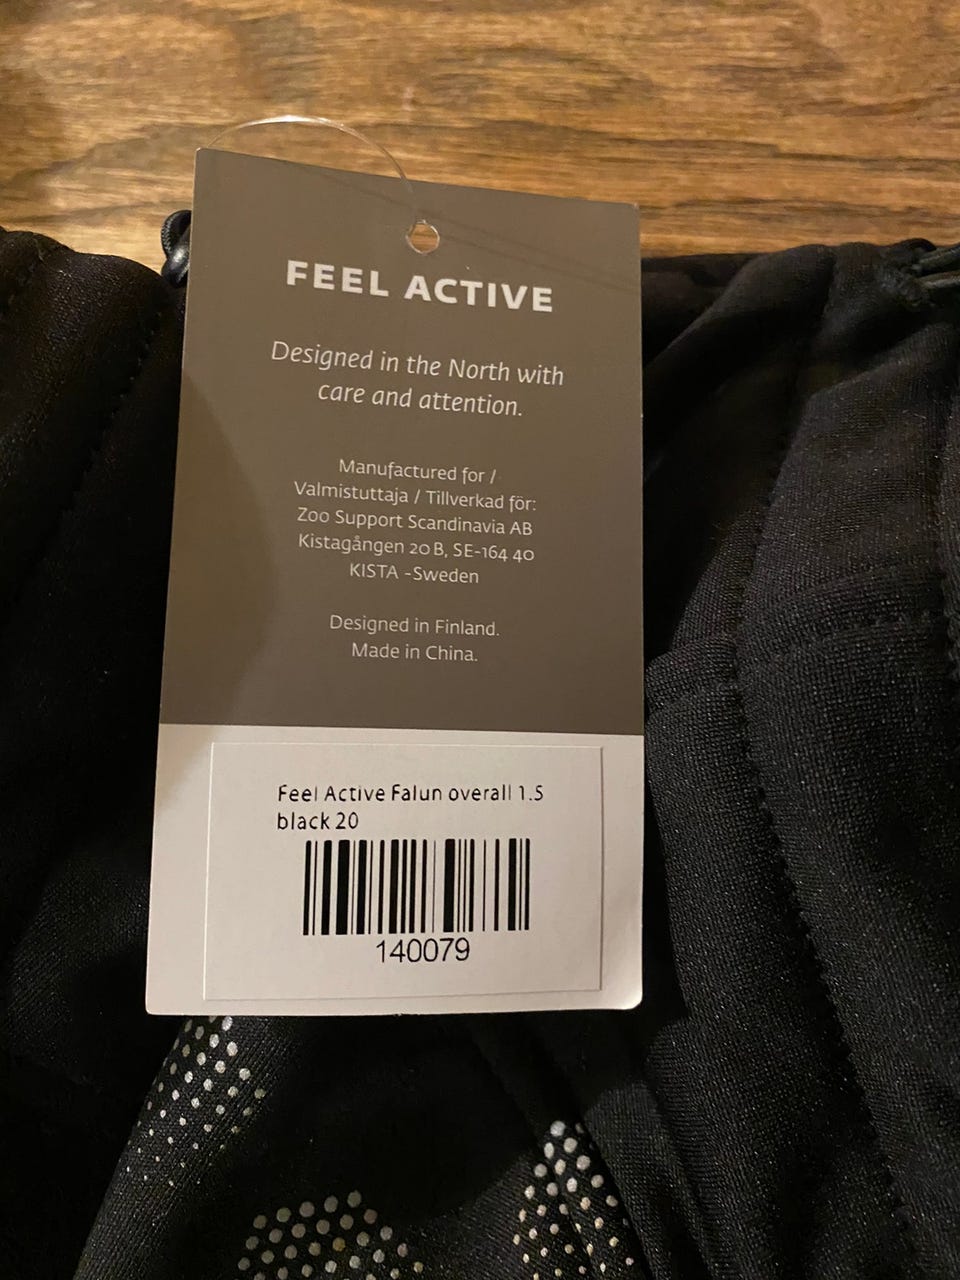 FEEL ACTIVE
Designed in the North with
care and attention.
Manufactured for /
Valmistuttaja / Tillverkad för:
Zoo Support Scandinavia AB
Kistagången 20 B, SE-164 40
KISTA -Sweden
Designed in Finland.
Made in China.
Feel Active Falun overall 1.5
black 20
140079